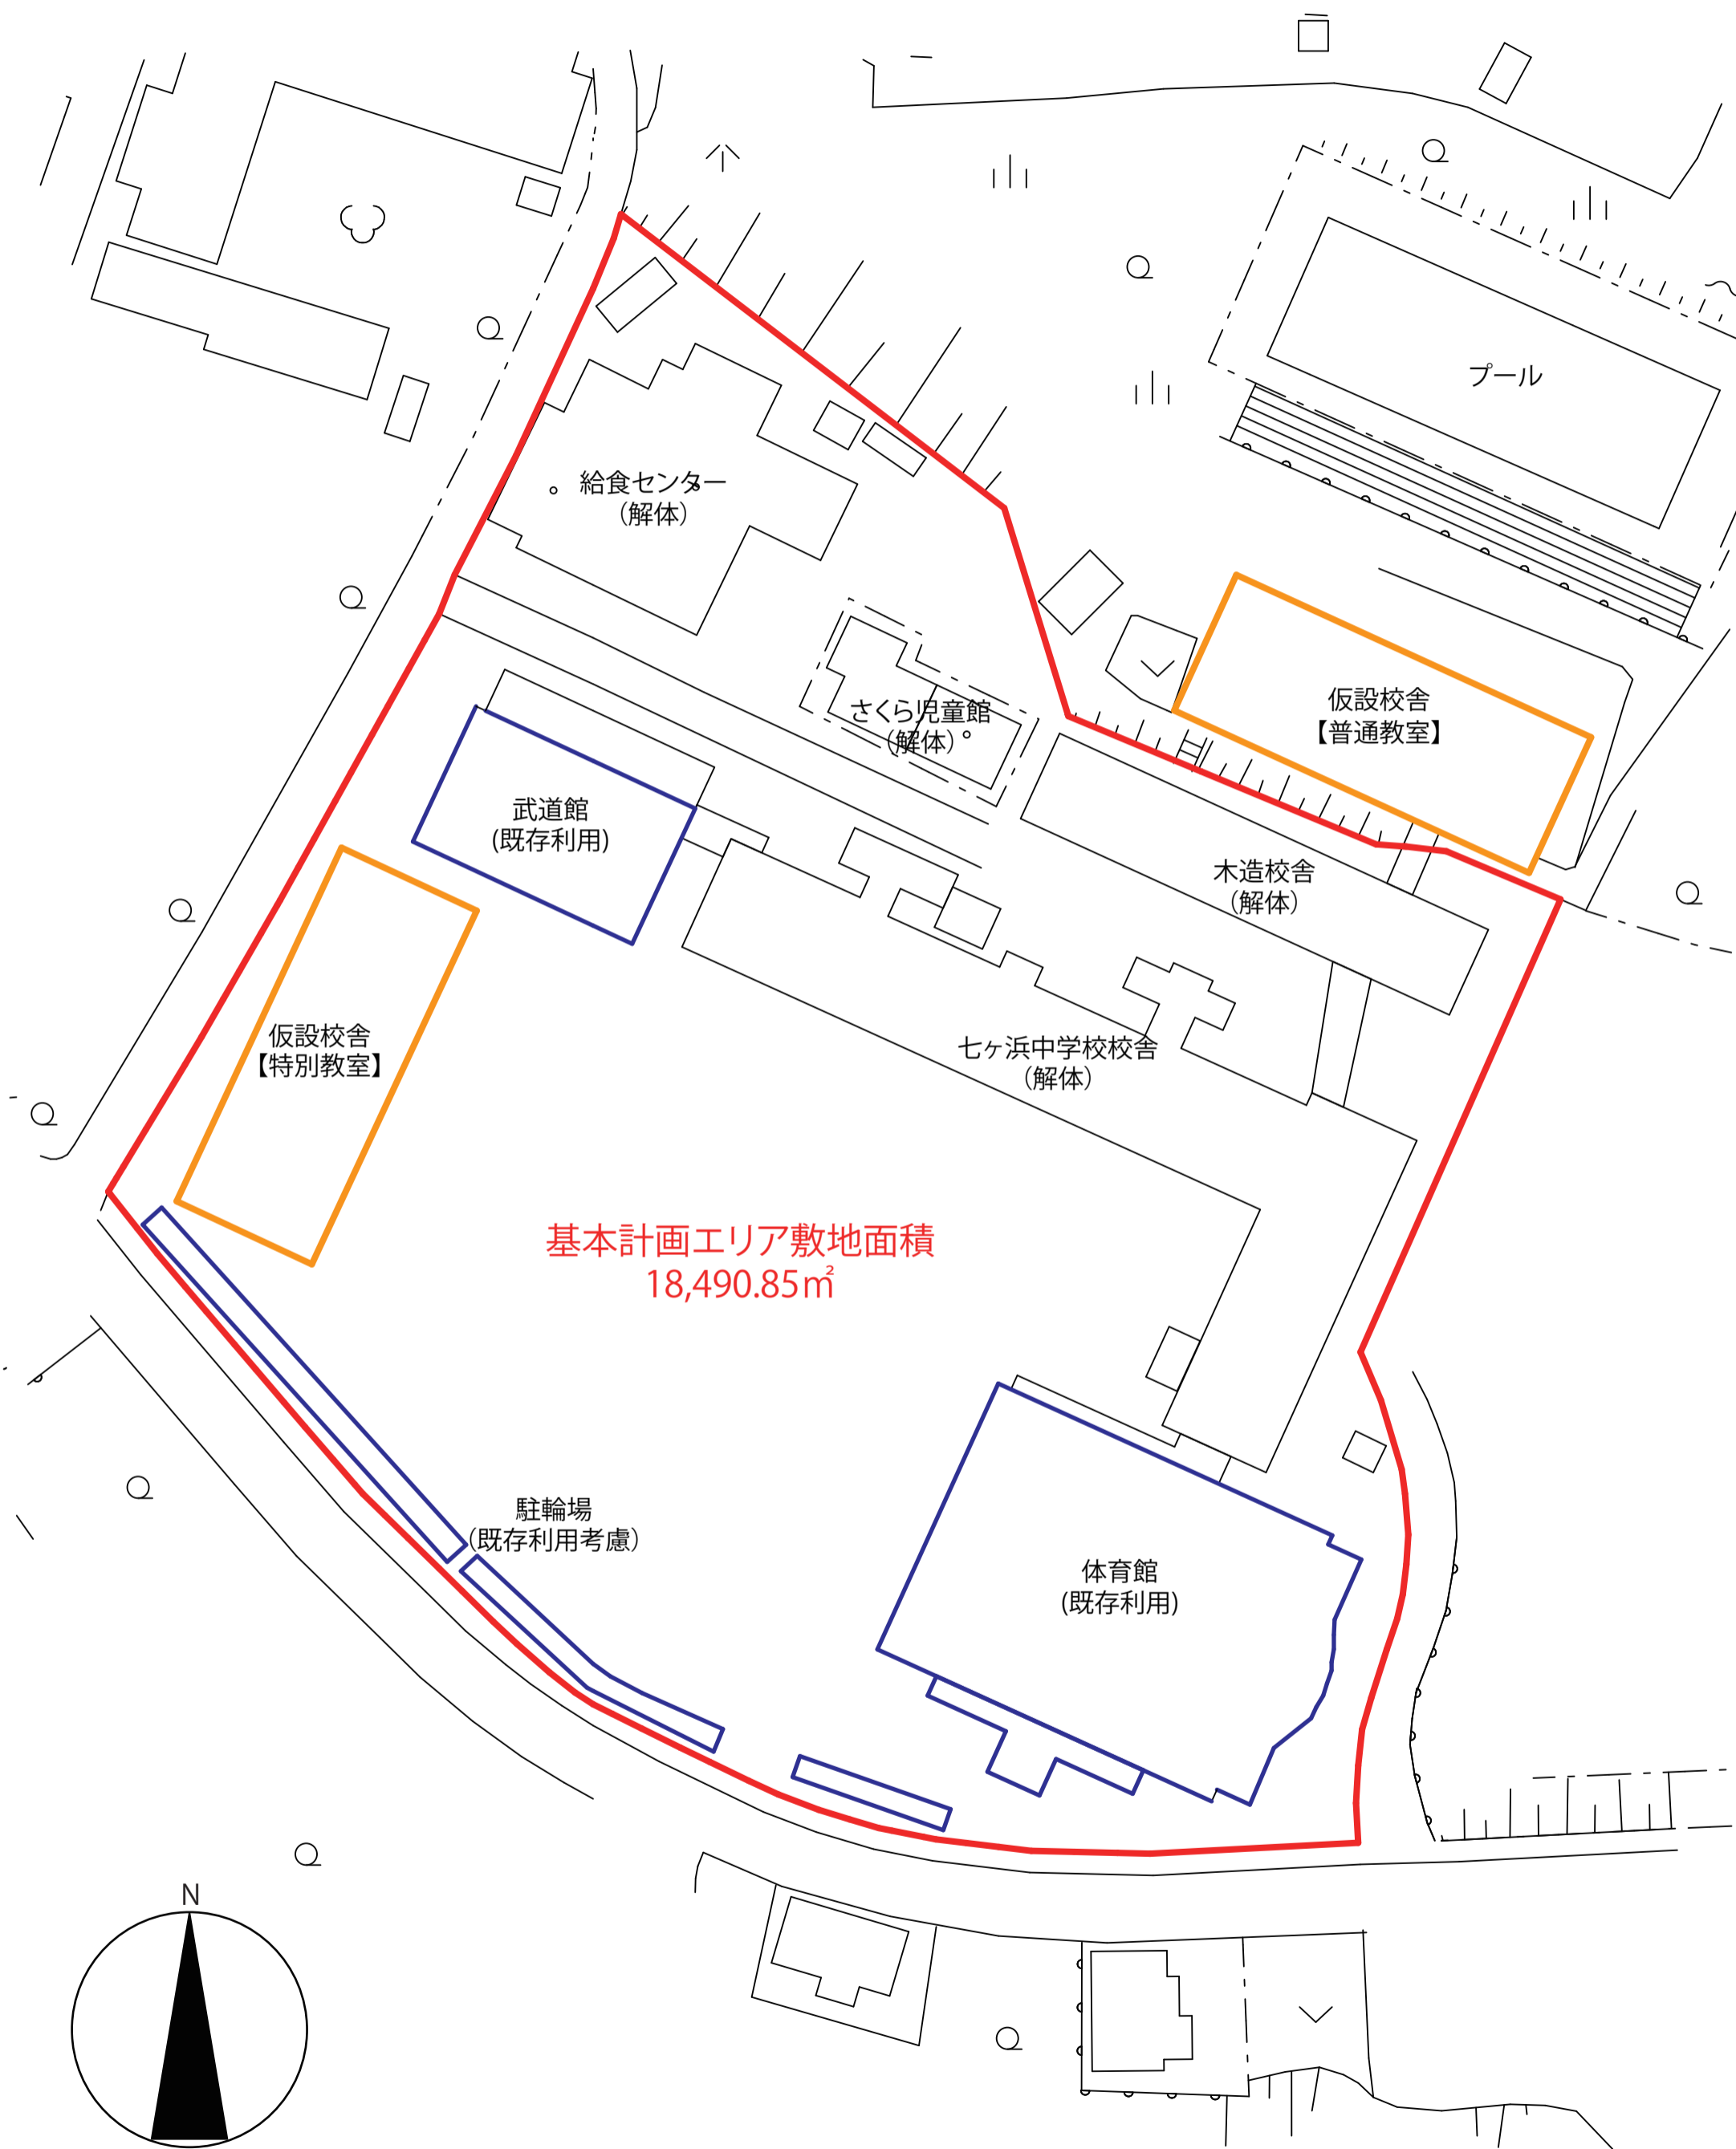 プール
給食センター
（解体）
仮設校舎
【普通教室】
さくら児童館
（解体）
武道館
(既存利用)
木造校舎
（解体）
仮設校舎
【特別教室】
七ヶ浜中学校校舎
（解体）
基本計画エリア敷地面積
18,490.85㎡
駐輪場
（既存利用考慮）
体育館
(既存利用)
N